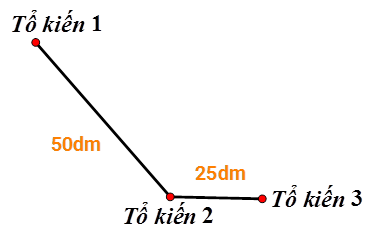 Tổ kiến 1
50dm
25dm
Tổ kiến 2
Tổ kiến 3